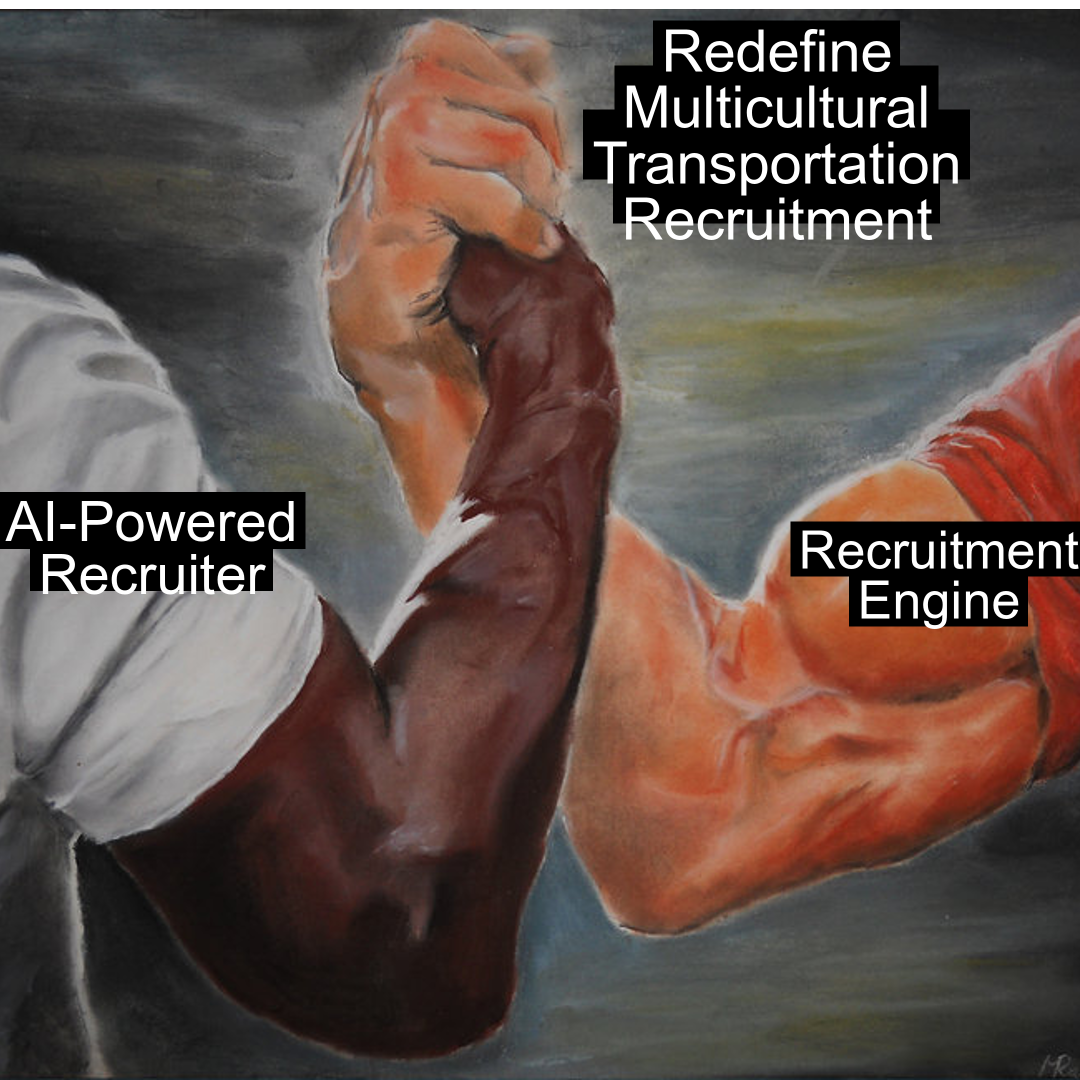 Redefine
Multicultural
Transportation
Recruitment
AI-Powered
Recruiter
Recruitment
Engine